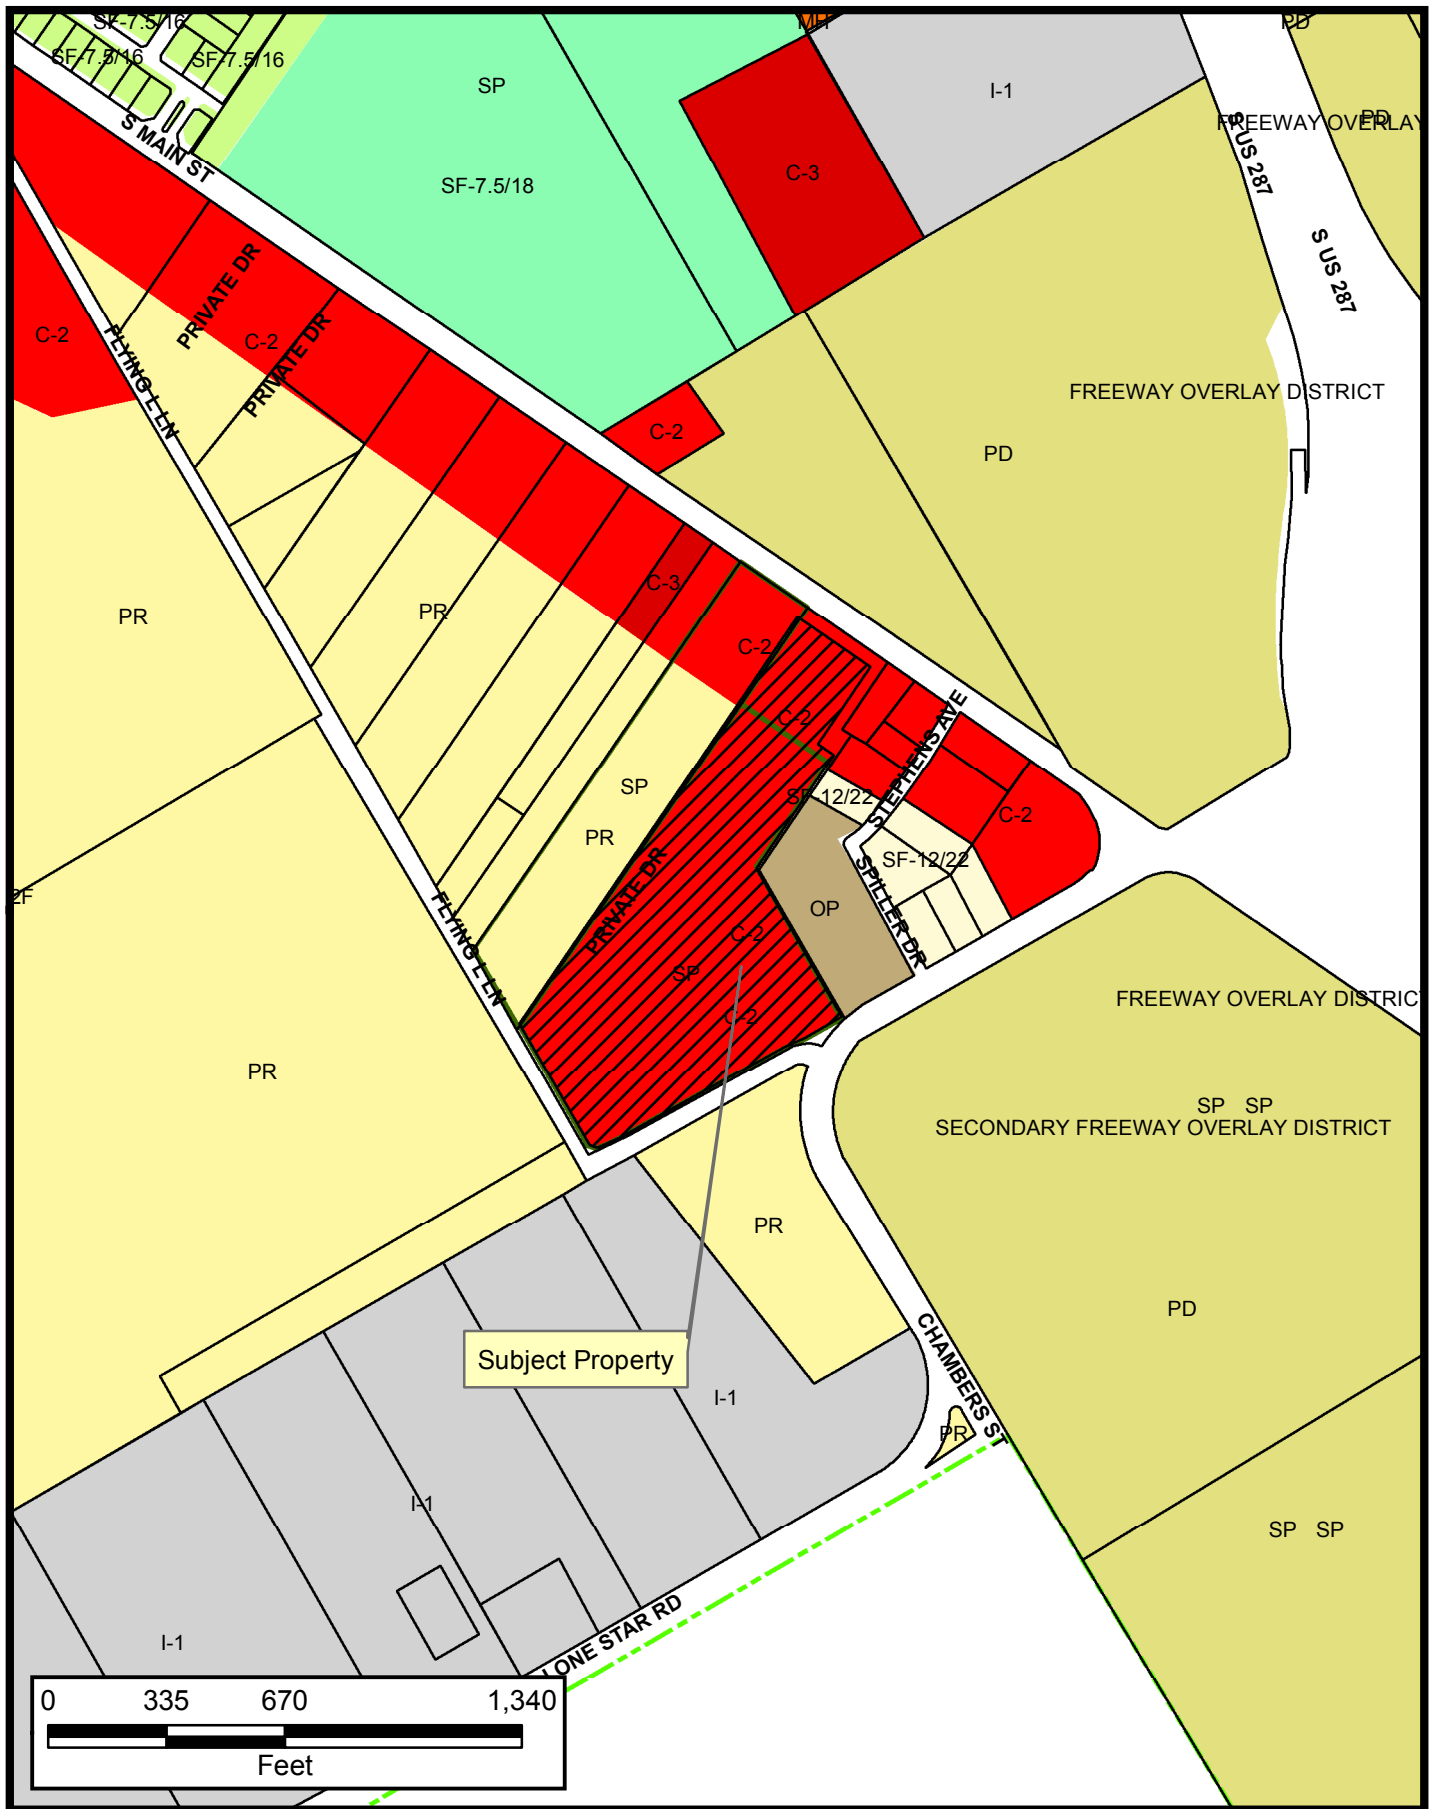 SF-7.5/16
MH
PD
SF-7.5/16
SF-7.5/16
SP
I-1
PD
FREEWAY OVERLAY
S MAIN ST
S US 287
C-3
SF-7.5/18
S US 287
PRIVATE DR
C-2
C-2
PRIVATE DR
FLYING L LN
FREEWAY OVERLAY DISTRICT
C-2
PD
C-3
PR
PR
C-2
C-2
STEPHENS AVE
SP
SF-12/22
C-2
PR
SF-12/22
PRIVATE DR
2F
OP
SPILLER DR
FLYING L LN
C-2
SP
C-2
FREEWAY OVERLAY DISTRICT
PR
SP SP
SECONDARY FREEWAY OVERLAY DISTRICT
PR
PD
Subject Property
CHAMBERS ST
I-1
PR
I-1
SP SP
I-1
LONE STAR RD
0 335 670 1,340
Feet